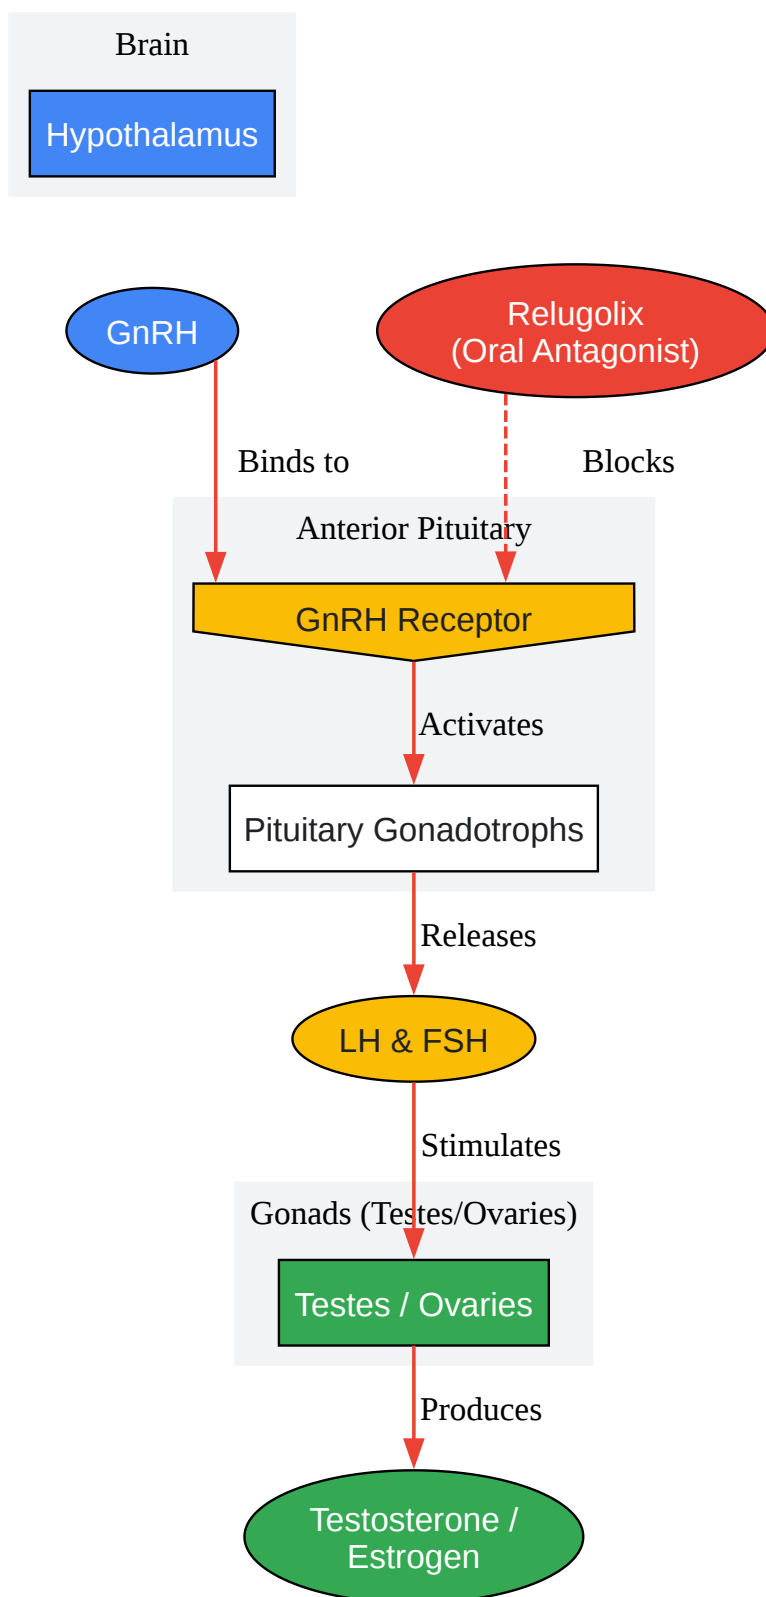 Brain
Hypothalamus
GnRH
Relugolix
(Oral Antagonist)
Binds to
Blocks
Anterior Pituitary
GnRH Receptor
Activates
Pituitary Gonadotrophs
Releases
LH & FSH
Stimulates
Gonads (Testes/Ovaries)
Testes / Ovaries
Produces
Testosterone /
Estrogen